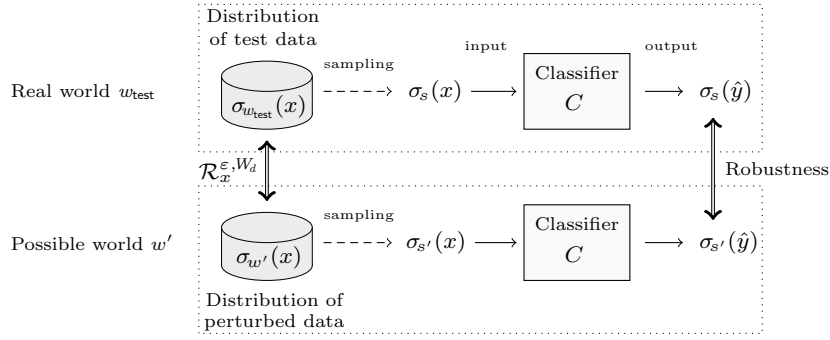 Distribution
of test data
sampling
input
output
Real world w_test
σ_{w_test}(x)
σ_s(x)
Classifier
C
σ_s(ŷ)
R_x^{ε,W_d}
Robustness
sampling
Possible world w′
σ_{w′}(x)
σ_{s′}(x)
Classifier
C
σ_{s′}(ŷ)
Distribution of
perturbed data